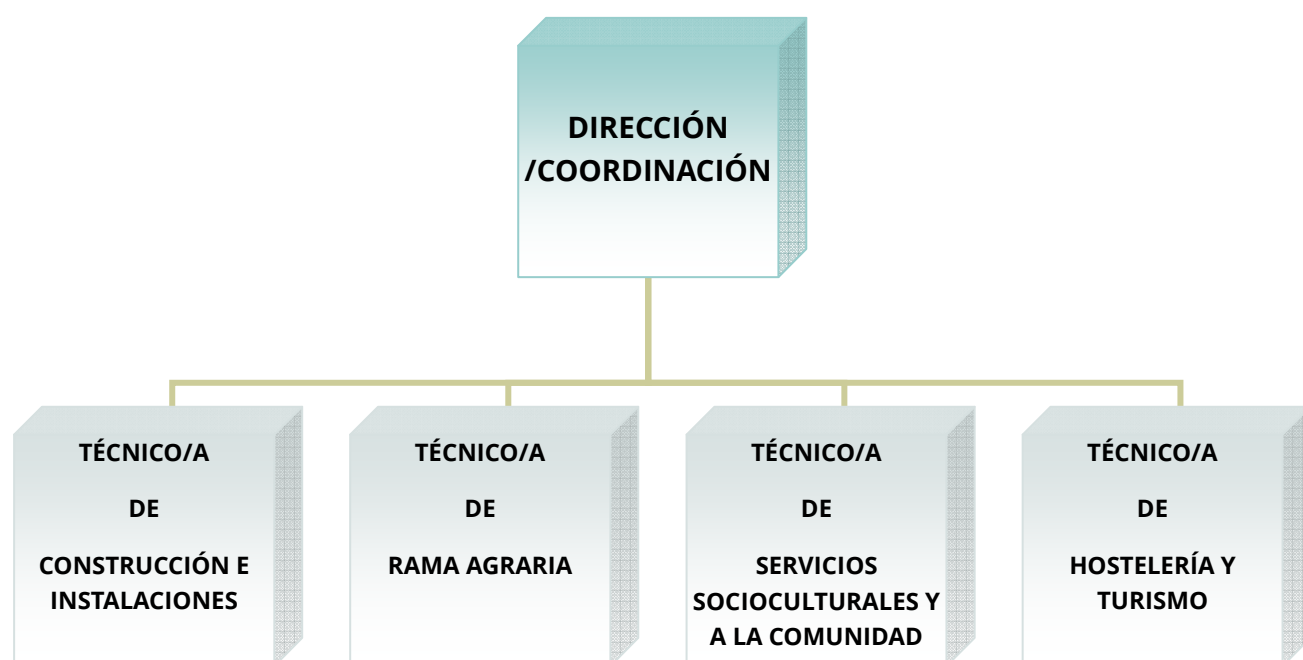 DIRECCIÓN
/COORDINACIÓN
TÉCNICO/A
DE
CONSTRUCCIÓN E
INSTALACIONES
TÉCNICO/A
DE
RAMA AGRARIA
TÉCNICO/A
DE
SERVICIOS
SOCIOCULTURALES Y
A LA COMUNIDAD
TÉCNICO/A
DE
HOSTELERÍA Y
TURISMO